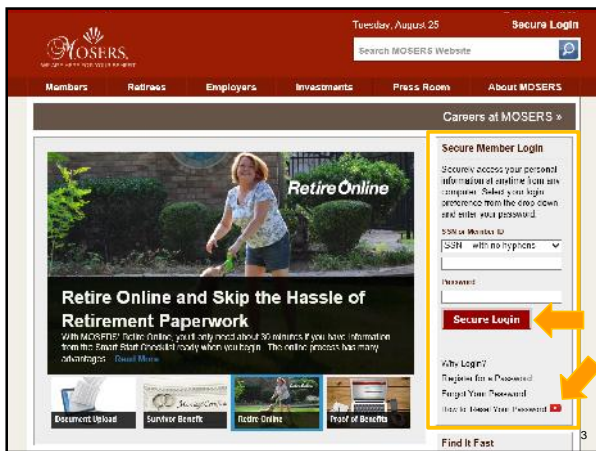 Tuesday, August 25
Secure Login
MOSERS.
WE ARE HERE FOR YOUR BENEFIT
Search MOSERS Website
Members
Retirees
Employers
Investments
Press Room
About MOSERS
Careers at MOSERS »
Retire Online
Retire Online and Skip the Hassle of
Retirement Paperwork
With MOSERS' Retire Online, you'll only need about 30 minutes if you have information
from the Smart Start Checklist ready when you begin. The online process has many
advantages. Read More
Document Upload
Survivor Benefit
Retire Online
Proof of Benefits
Secure Member Login
Securely access your personal
information at anytime from any
computer. Select your login
preference from the drop down
and enter your password.
SSN or Member ID
SSN with no hyphens
Password
Secure Login
Why Login?
Register for a Password
Forgot Your Password
How to Reset Your Password
Find It Fast
3